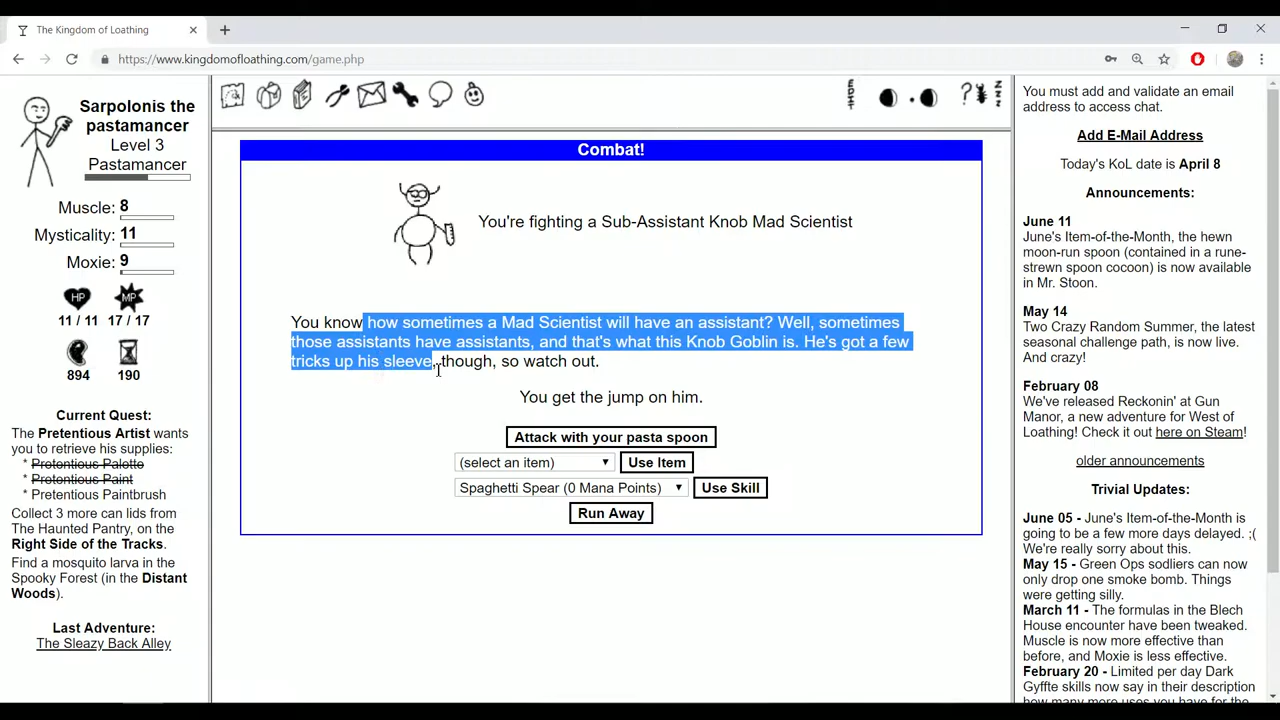 The Kingdom of Loathing
https://www.kingdomofloathing.com/game.php
Sarpolonis the
pastamancer
Level 3
Pastamancer
Muscle: 8
Mysticality: 11
Moxie: 9
HP MP
11 / 11 17 / 17
894 190
Current Quest:
The Pretentious Artist wants
you to retrieve his supplies:
* Pretentious Palette
* Pretentious Paint
* Pretentious Paintbrush
Collect 3 more can lids from
The Haunted Pantry, on the
Right Side of the Tracks.
Find a mosquito larva in the
Spooky Forest (in the Distant
Woods).
Last Adventure:
The Sleazy Back Alley
Combat!
You're fighting a Sub-Assistant Knob Mad Scientist
You know how sometimes a Mad Scientist will have an assistant? Well, sometimes
those assistants have assistants, and that's what this Knob Goblin is. He's got a few
tricks up his sleeve, though, so watch out.
You get the jump on him.
Attack with your pasta spoon
(select an item) Use Item
Spaghetti Spear (0 Mana Points) Use Skill
Run Away
You must add and validate an email
address to access chat.
Add E-Mail Address
Today's KoL date is April 8
Announcements:
June 11
June's Item-of-the-Month, the hewn
moon-run spoon (contained in a rune-
strewn spoon cocoon) is now available
in Mr. Stoon.
May 14
Two Crazy Random Summer, the latest
seasonal challenge path, is now live.
And crazy!
February 08
We've released Reckonin' at Gun
Manor, a new adventure for West of
Loathing! Check it out here on Steam!
older announcements
Trivial Updates:
June 05 - June's Item-of-the-Month is
going to be a few more days delayed. ;(
We're really sorry about this.
May 15 - Green Ops sodliers can now
only drop one smoke bomb. Things
were getting silly.
March 11 - The formulas in the Blech
House encounter have been tweaked.
Muscle is now more effective than
before, and Moxie is less effective.
February 20 - Limited per day Dark
Gyffte skills now say in their description
how many more uses you have for the